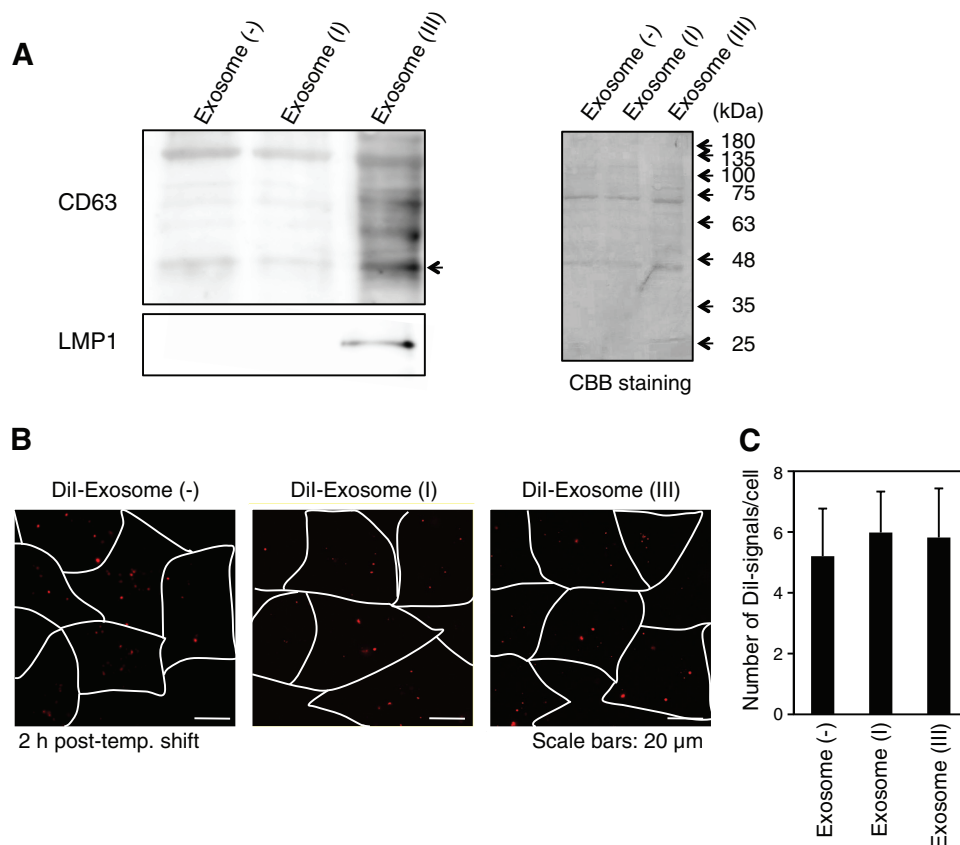 A
Exosome (-)
Exosome (I)
Exosome (III)
CD63
LMP1
Exosome (-)
Exosome (I)
Exosome (III)
(kDa)
180
135
100
75
63
48
35
25
CBB staining
B
DiI-Exosome (-)
DiI-Exosome (I)
DiI-Exosome (III)
2 h post-temp. shift
Scale bars: 20 μm
C
Number of DiI-signals/cell
8
6
4
2
0
Exosome (-)
Exosome (I)
Exosome (III)